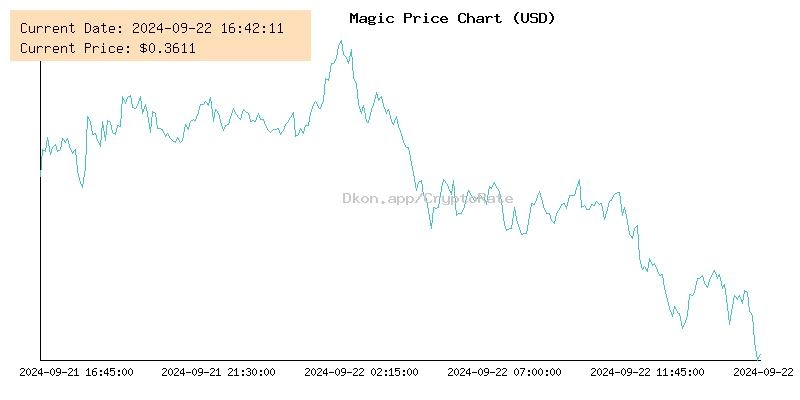 Magic Price Chart (USD)
Current Date: 2024-09-22 16:42:11
Current Price: $0.3611
Dkon.app/CryptoRate
2024-09-21 16:45:00 2024-09-21 21:30:00 2024-09-22 02:15:00 2024-09-22 07:00:00 2024-09-22 11:45:00 2024-09-22